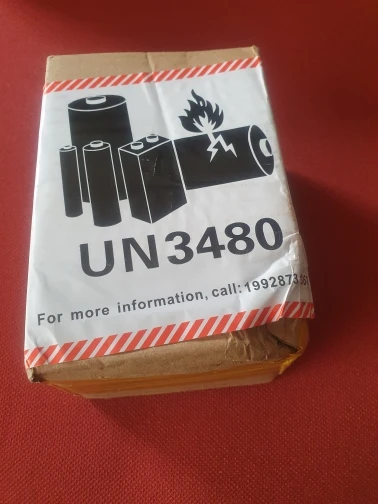 UN3480
For more information, call: